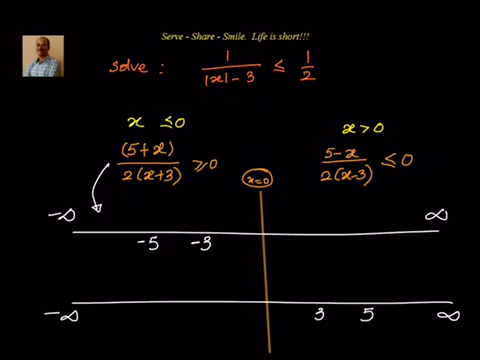 Serve - Share - Smile. Life is short!!!
solve : 1/(|x| - 3) ≤ 1/2
x ≤ 0
x > 0
(5+x)/(2(x+3)) ≥ 0
(5-x)/(2(x-3)) ≤ 0
x=0
-∞ ∞
-5 -3
3 5
-∞ ∞